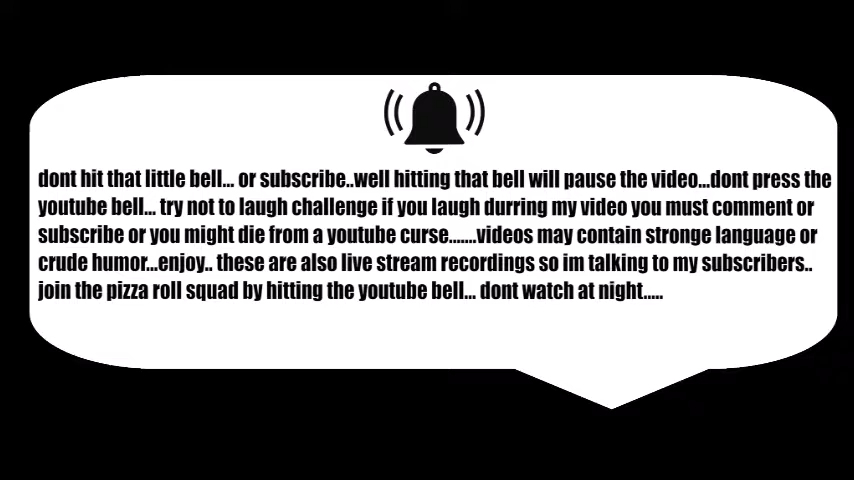 dont hit that little bell... or subscribe..well hitting that bell will pause the video...dont press the
youtube bell... try not to laugh challenge if you laugh durring my video you must comment or
subscribe or you might die from a youtube curse.......videos may contain stronge language or
crude humor...enjoy.. these are also live stream recordings so im talking to my subscribers..
join the pizza roll squad by hitting the youtube bell... dont watch at night.....